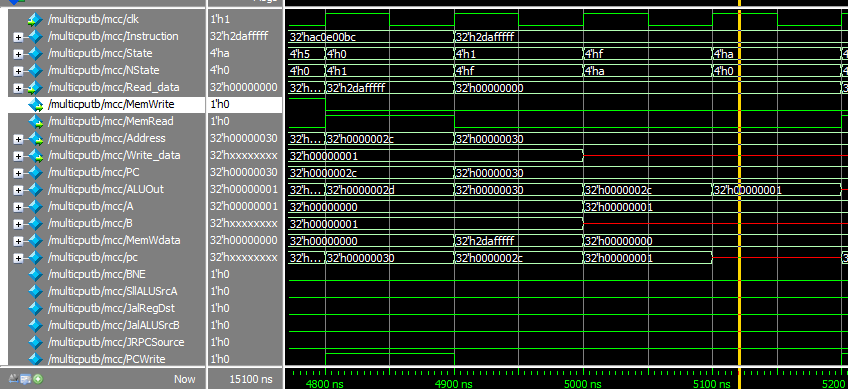 /multicputb/mcc/clk 1'h1
/multicputb/mcc/Instruction 32'h2dafffff 32'hac0e00bc 32'h2dafffff
/multicputb/mcc/State 4'ha 4'h5 4'h0 4'h1 4'hf 4'ha
/multicputb/mcc/NState 4'h0 4'h0 4'h1 4'hf 4'ha 4'h0
/multicputb/mcc/Read_data 32'h00000000 32'h... 32'h2dafffff 32'h00000000
/multicputb/mcc/MemWrite 1'h0
/multicputb/mcc/MemRead 1'h0
/multicputb/mcc/Address 32'h00000030 32'h... 32'h0000002c 32'h00000030
/multicputb/mcc/Write_data 32'hxxxxxxxx 32'h00000001
/multicputb/mcc/PC 32'h00000030 32'h0000002c 32'h00000030
/multicputb/mcc/ALUOut 32'h00000001 32'h... 32'h0000002d 32'h00000030 32'h0000002c 32'h00000001
/multicputb/mcc/A 32'h00000001 32'h00000000 32'h00000001
/multicputb/mcc/B 32'hxxxxxxxx 32'h00000001
/multicputb/mcc/MemWdata 32'h00000000 32'h00000000 32'h2dafffff 32'h00000000
/multicputb/mcc/pc 32'hxxxxxxxx 32'h... 32'h00000030 32'h0000002c 32'h00000001
/multicputb/mcc/BNE 1'h0
/multicputb/mcc/SllALUSrcA 1'h0
/multicputb/mcc/JalRegDst 1'h0
/multicputb/mcc/JalALUSrcB 1'h0
/multicputb/mcc/JRPCSource 1'h0
/multicputb/mcc/PCWrite 1'h0
Now 15100 ns 4800 ns 4900 ns 5000 ns 5100 ns 5200